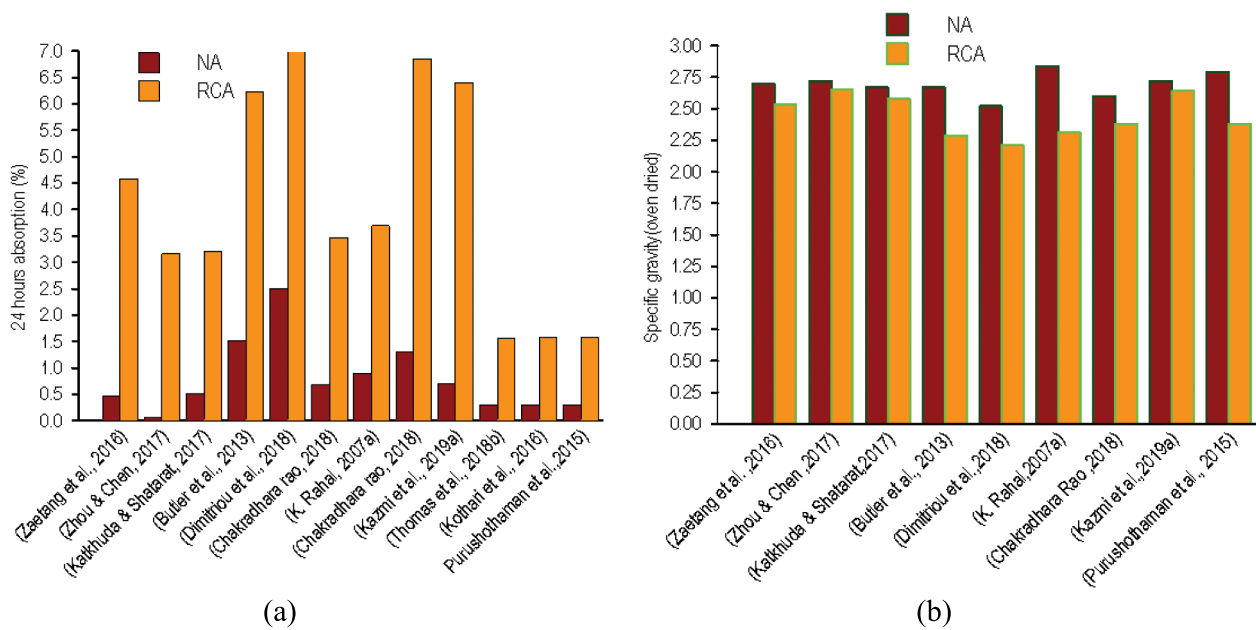 7.0
6.5
6.0
5.5
5.0
4.5
4.0
3.5
3.0
2.5
2.0
1.5
1.0
0.5
0.0
24 hours absorption (%)
NA
RCA
(Zaetang et al., 2016)
(Zhou & Chen, 2017)
(Katkhuda & Shatarat, 2017)
(Butler et al., 2013)
(Dimitriou et al., 2018)
(Chakradhara rao, 2018)
(K. Rahal, 2007a)
(Chakradhara rao, 2018)
(Kazmi et al., 2019a)
(Thomas et al., 2018b)
(Kothari et al., 2016)
Purushothaman et al.,2015)
(a)
3.00
2.75
2.50
2.25
2.00
1.75
1.50
1.25
1.00
0.75
0.50
0.25
0.00
Specific gravity (oven dried)
NA
RCA
(Zaetang et al., 2016)
(Zhou & Chen ,2017)
(Katkhuda & Shatarat,2017)
(Butler et al., 2013)
(Dimitriou et al.,2018)
(K. Rahal,2007a)
(Chakradhara Rao ,2018)
(Kazmi et al.,2019a)
(Purushothaman et al., 2015)
(b)